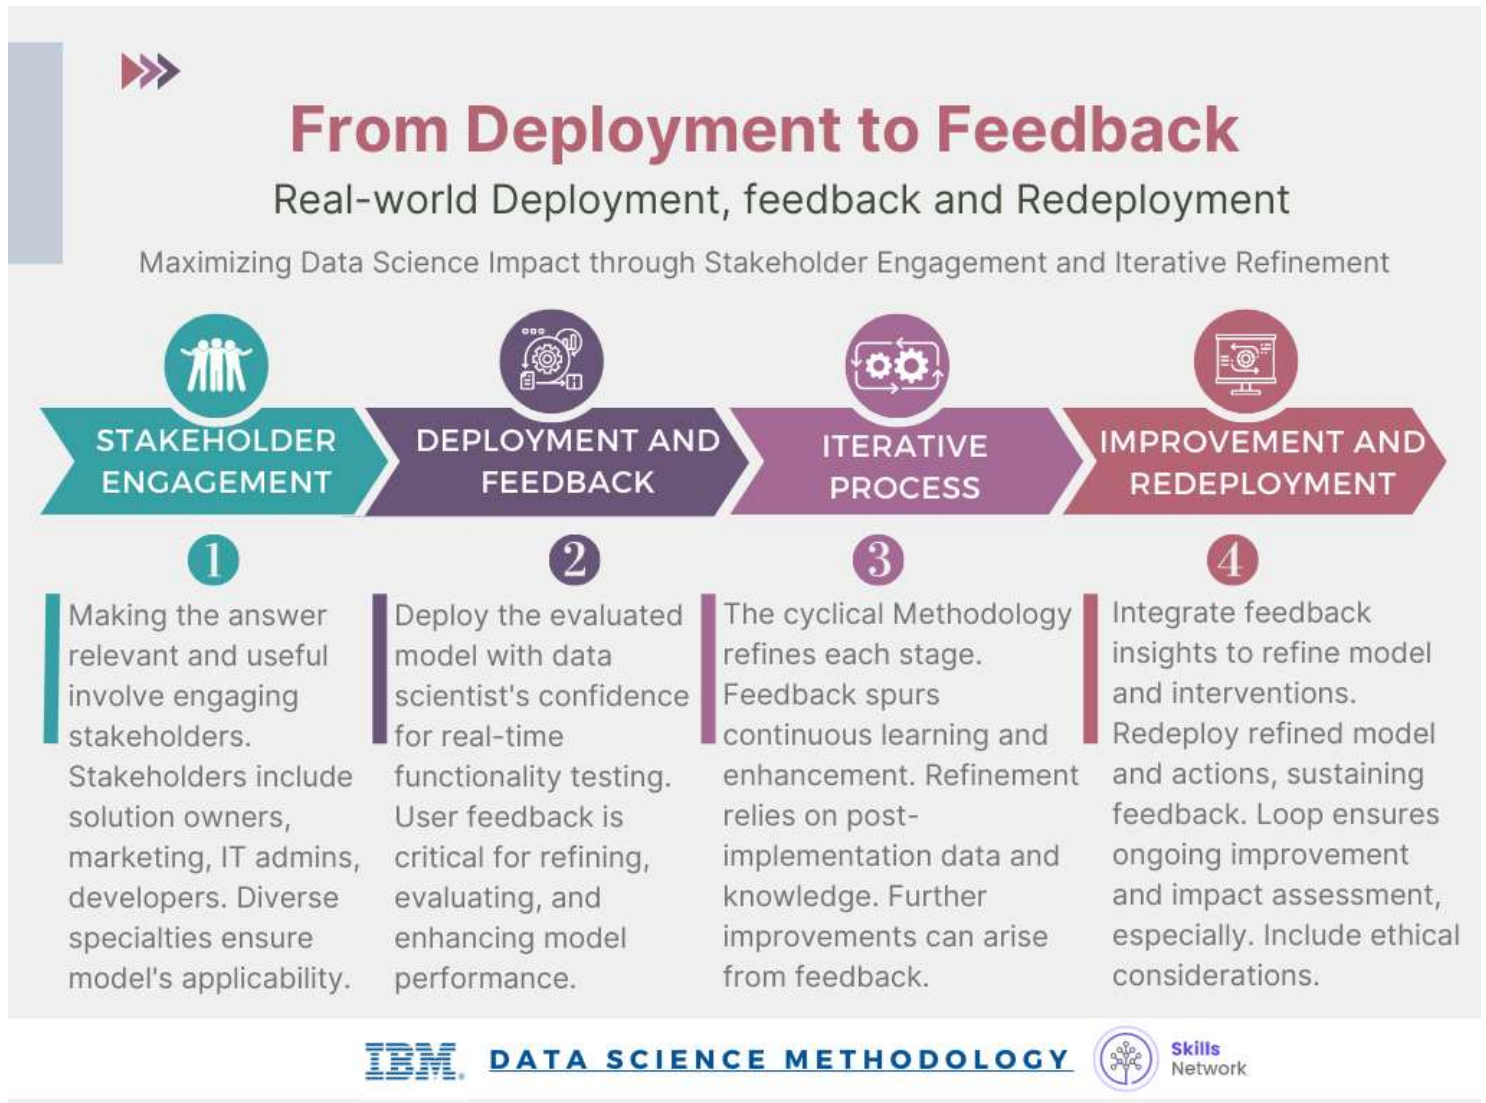 From Deployment to Feedback
Real-world Deployment, feedback and Redeployment
Maximizing Data Science Impact through Stakeholder Engagement and Iterative Refinement
STAKEHOLDER
ENGAGEMENT
1
Making the answer
relevant and useful
involve engaging
stakeholders.
Stakeholders include
solution owners,
marketing, IT admins,
developers. Diverse
specialties ensure
model's applicability.
DEPLOYMENT AND
FEEDBACK
2
Deploy the evaluated
model with data
scientist's confidence
for real-time
functionality testing.
User feedback is
critical for refining,
evaluating, and
enhancing model
performance.
ITERATIVE
PROCESS
3
The cyclical Methodology
refines each stage.
Feedback spurs
continuous learning and
enhancement. Refinement
relies on post-
implementation data and
knowledge. Further
improvements can arise
from feedback.
IMPROVEMENT AND
REDEPLOYMENT
4
Integrate feedback
insights to refine model
and interventions.
Redeploy refined model
and actions, sustaining
feedback. Loop ensures
ongoing improvement
and impact assessment,
especially. Include ethical
considerations.
IBM DATA SCIENCE METHODOLOGY
Skills
Network